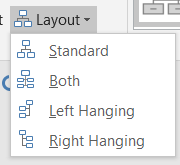 Layout
Standard
Both
Left Hanging
Right Hanging